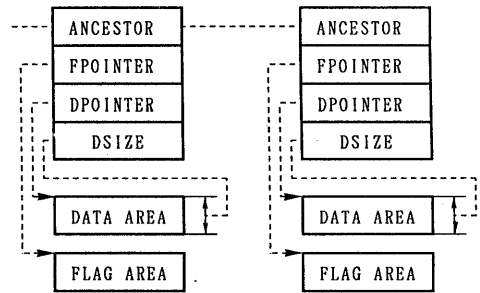 ANCESTOR
FPOINTER
DPOINTER
DSIZE
DATA AREA
FLAG AREA
ANCESTOR
FPOINTER
DPOINTER
DSIZE
DATA AREA
FLAG AREA